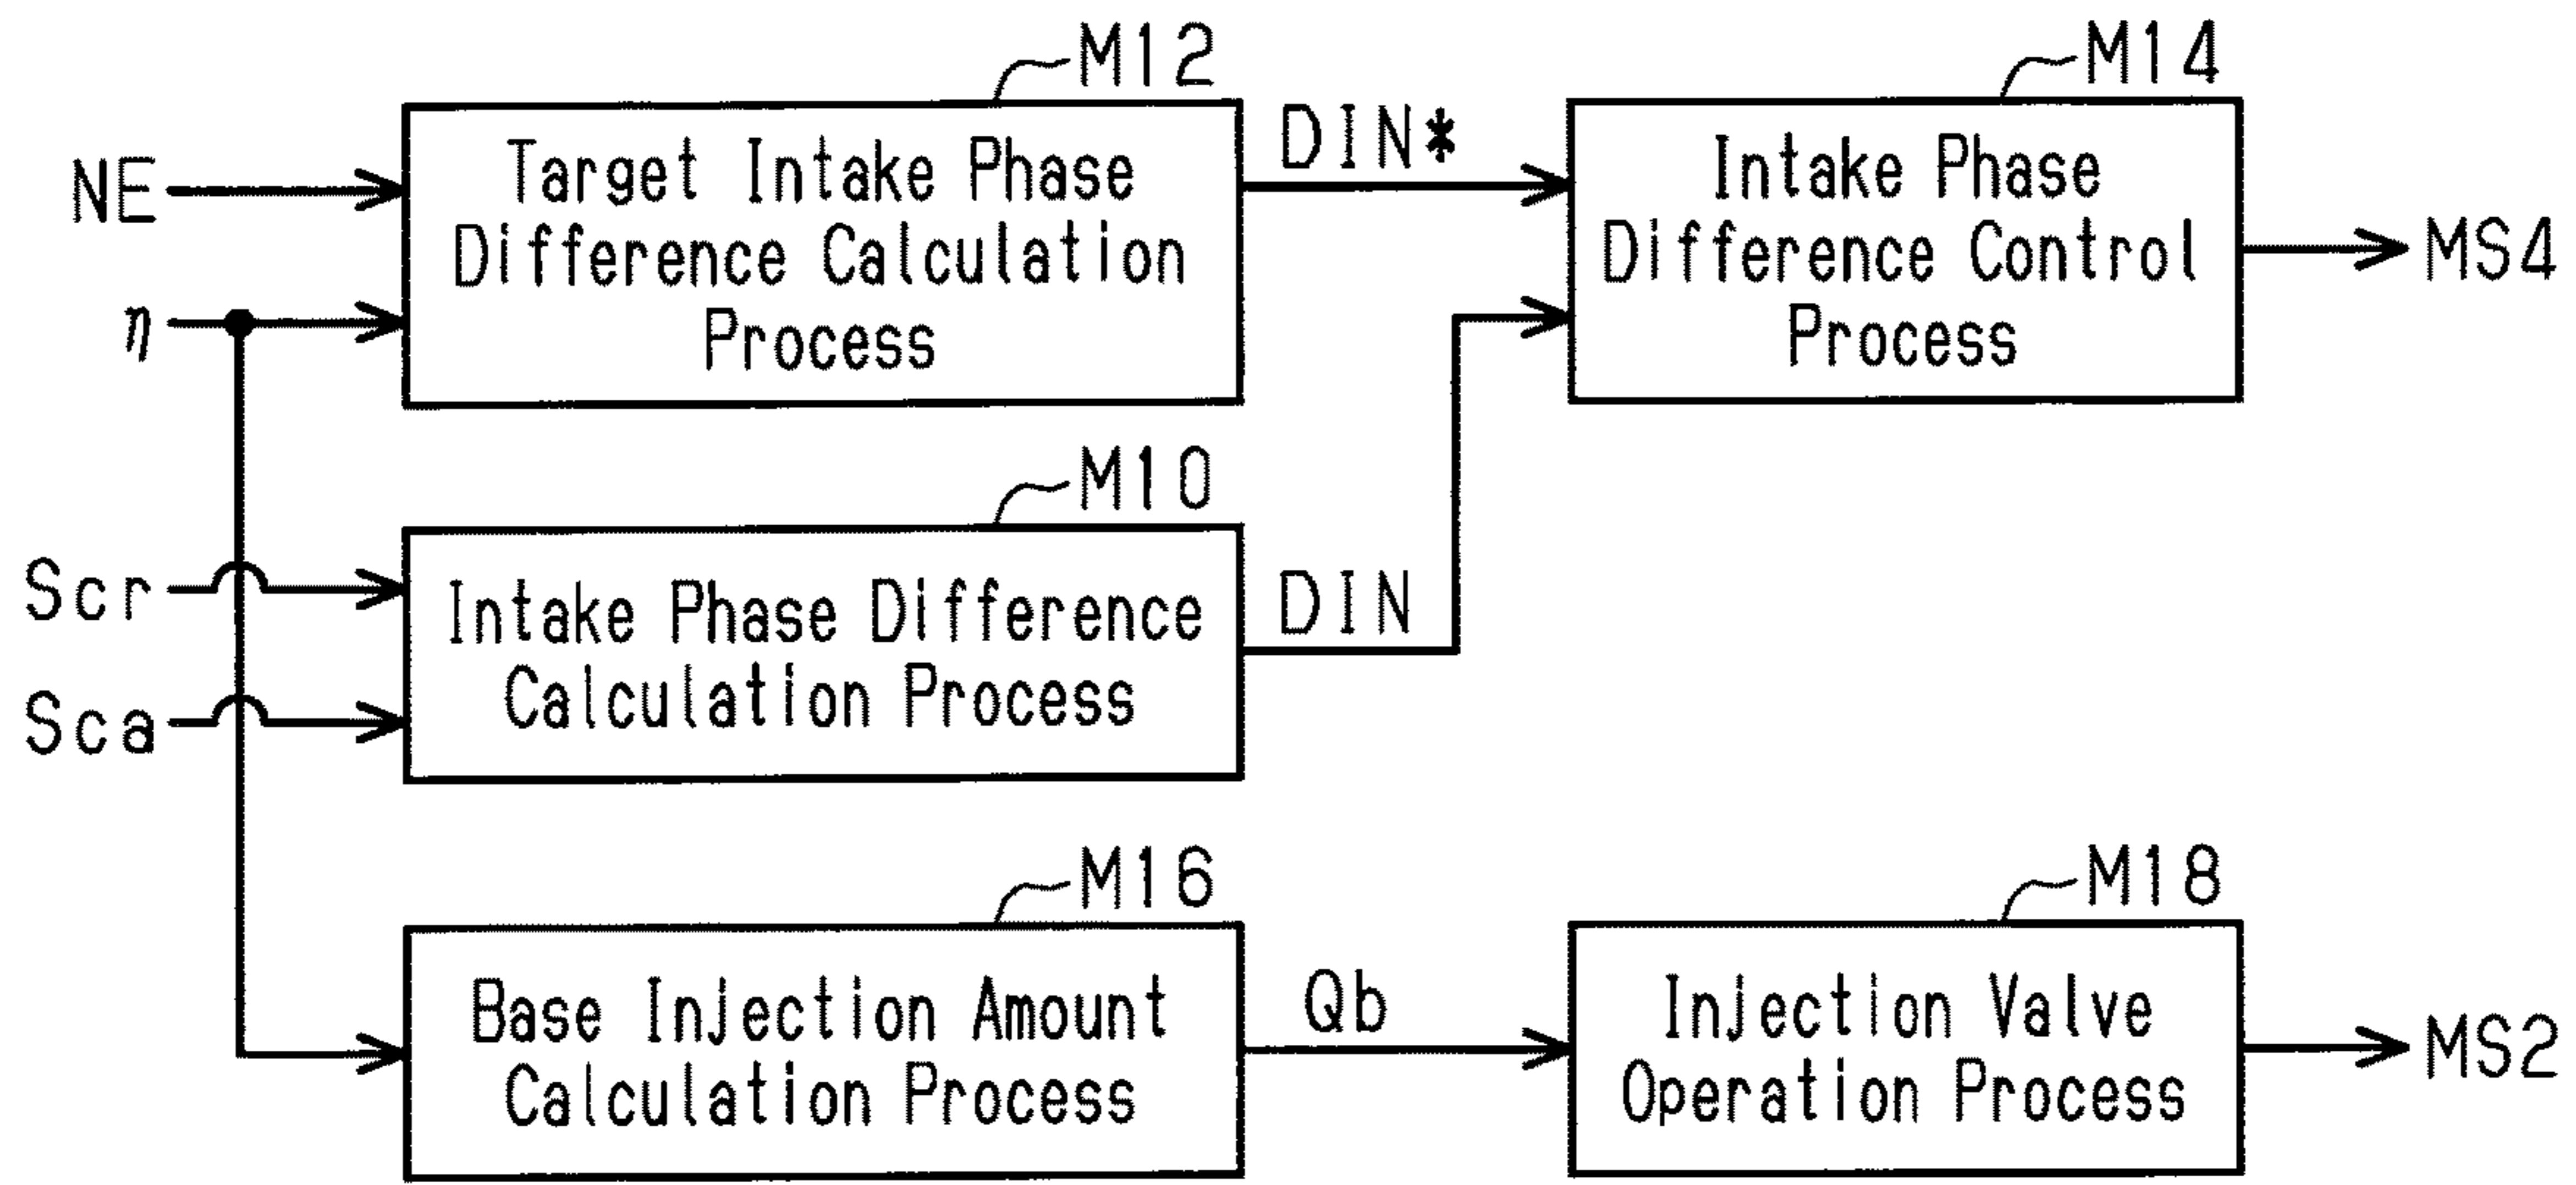 M12
M14
NE
η
Target Intake Phase
Difference Calculation
Process
DIN*
Intake Phase
Difference Control
Process
MS4
M10
Scr
Sca
Intake Phase Difference
Calculation Process
DIN
M16
M18
Base Injection Amount
Calculation Process
Qb
Injection Valve
Operation Process
MS2